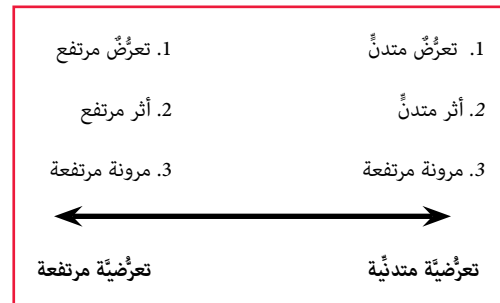 1. تعرُّضٌ متدنٍّ
1. تعرُّضٌ مرتفع
2. أثر متدنٍّ
2. أثر مرتفع
3. مرونة مرتفعة
3. مرونة مرتفعة
تعرُّضيَّة متدنِّية
تعرُّضيَّة مرتفعة